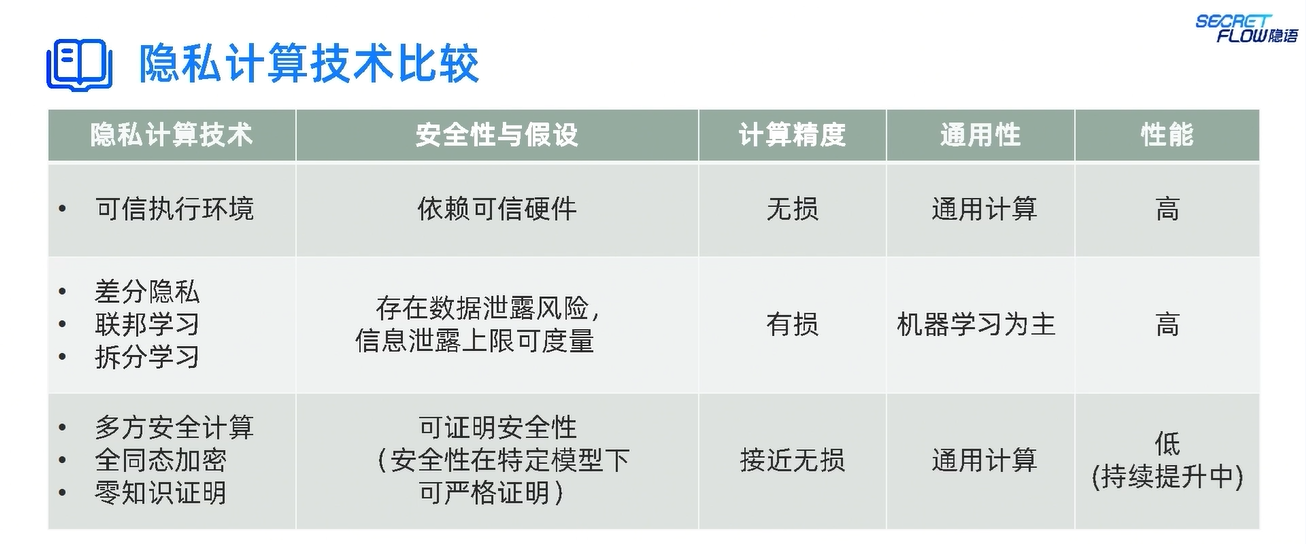 SECRET
FLOW隐语
隐私计算技术比较
隐私计算技术 安全性与假设 计算精度 通用性 性能
• 可信执行环境 依赖可信硬件 无损 通用计算 高
• 差分隐私
• 联邦学习
• 拆分学习
存在数据泄露风险，
信息泄露上限可度量
有损
机器学习为主
高
• 多方安全计算
• 全同态加密
• 零知识证明
可证明安全性
（安全性在特定模型下
可严格证明）
接近无损
通用计算
低
(持续提升中)